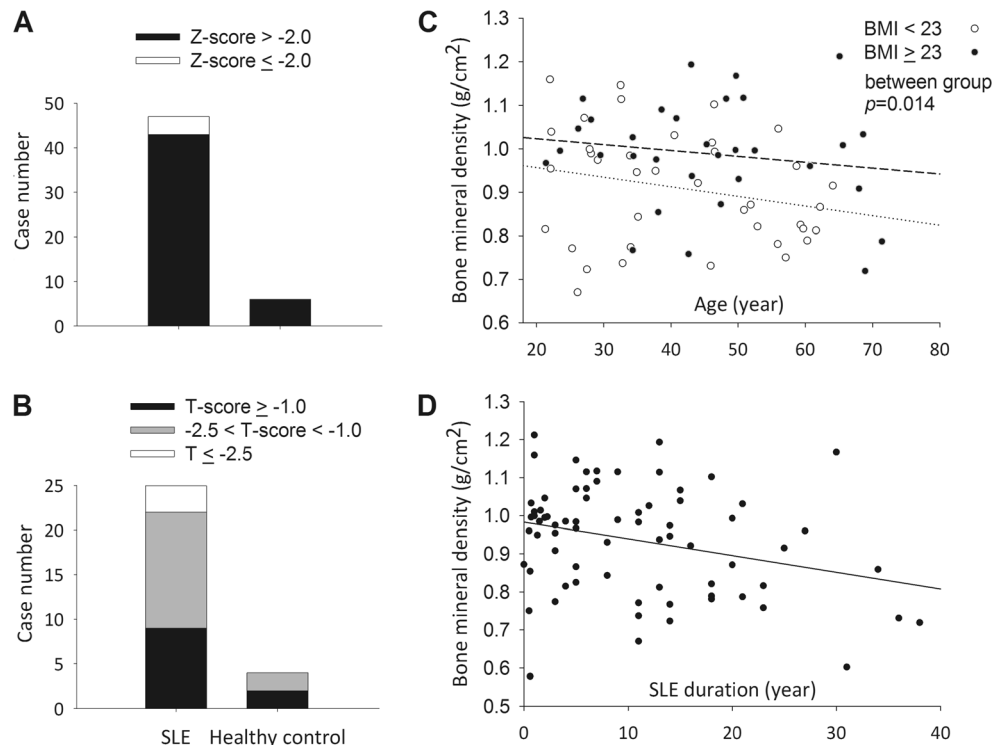 A
Z-score > -2.0
Z-score ≤ -2.0
Case number
50
40
30
20
10
0
B
T-score ≥ -1.0
-2.5 < T-score < -1.0
T ≤ -2.5
Case number
25
20
15
10
5
0
SLE Healthy control
C
BMI < 23
BMI ≥ 23
between group
p=0.014
Bone mineral density (g/cm²)
1.3
1.2
1.1
1.0
0.9
0.8
0.7
0.6
Age (year)
20 30 40 50 60 70 80
D
Bone mineral density (g/cm²)
1.3
1.2
1.1
1.0
0.9
0.8
0.7
0.6
0.5
SLE duration (year)
0 10 20 30 40